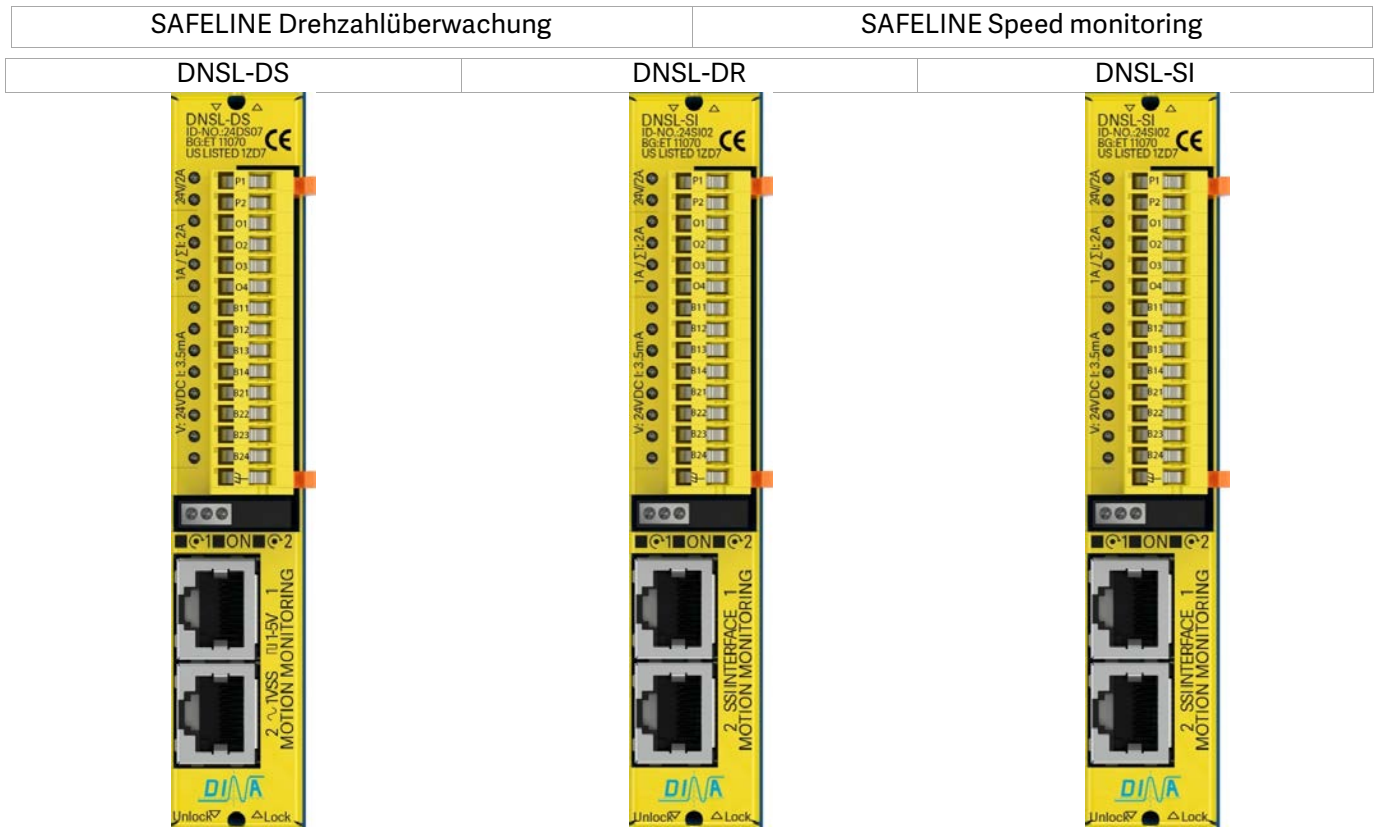 SAFELINE Drehzahlüberwachung
SAFELINE Speed monitoring
DNSL-DS
DNSL-DR
DNSL-SI
DNSL-DS
ID-NO.:24DS07
BG:ET 11070
US LISTED 1ZD7
CE
24V/2A
1A / ΣI: 2A
V: 24VDC I: 3.5mA
P1
P2
O1
O2
O3
O4
B11
B12
B13
B14
B21
B22
B23
B24
1 ON 2
2 ∿ 1VSS ⎍ 1-5V 1
MOTION MONITORING
DINA
Unlock▽ △Lock
DNSL-SI
ID-NO.:24SI02
BG:ET 11070
US LISTED 1ZD7
CE
24V/2A
1A / ΣI: 2A
V: 24VDC I: 3.5mA
P1
P2
O1
O2
O3
O4
B11
B12
B13
B14
B21
B22
B23
B24
1 ON 2
2 SSI INTERFACE 1
MOTION MONITORING
DINA
Unlock▽ △Lock
DNSL-SI
ID-NO.:24SI02
BG:ET 11070
US LISTED 1ZD7
CE
24V/2A
1A / ΣI: 2A
V: 24VDC I: 3.5mA
P1
P2
O1
O2
O3
O4
B11
B12
B13
B14
B21
B22
B23
B24
1 ON 2
2 SSI INTERFACE 1
MOTION MONITORING
DINA
Unlock▽ △Lock